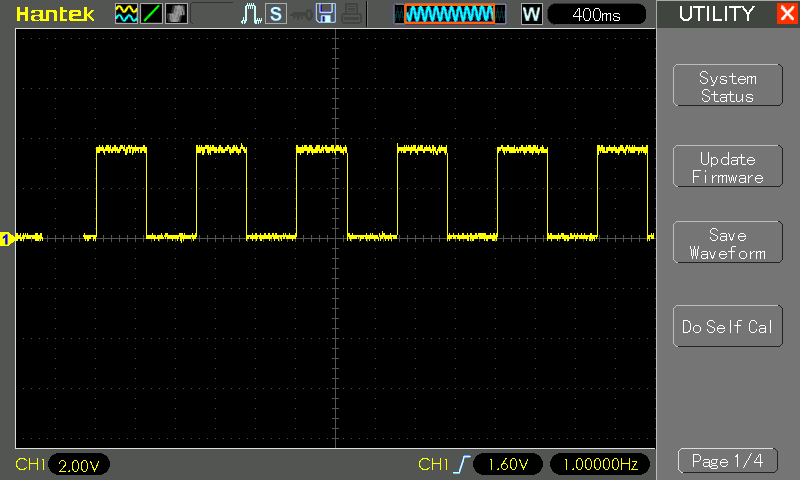 Hantek
S
W
400ms
UTILITY
System
Status
Update
Firmware
Save
Waveform
Do Self Cal
Page 1/4
1
CH1 2.00V
CH1 1.60V 1.00000Hz